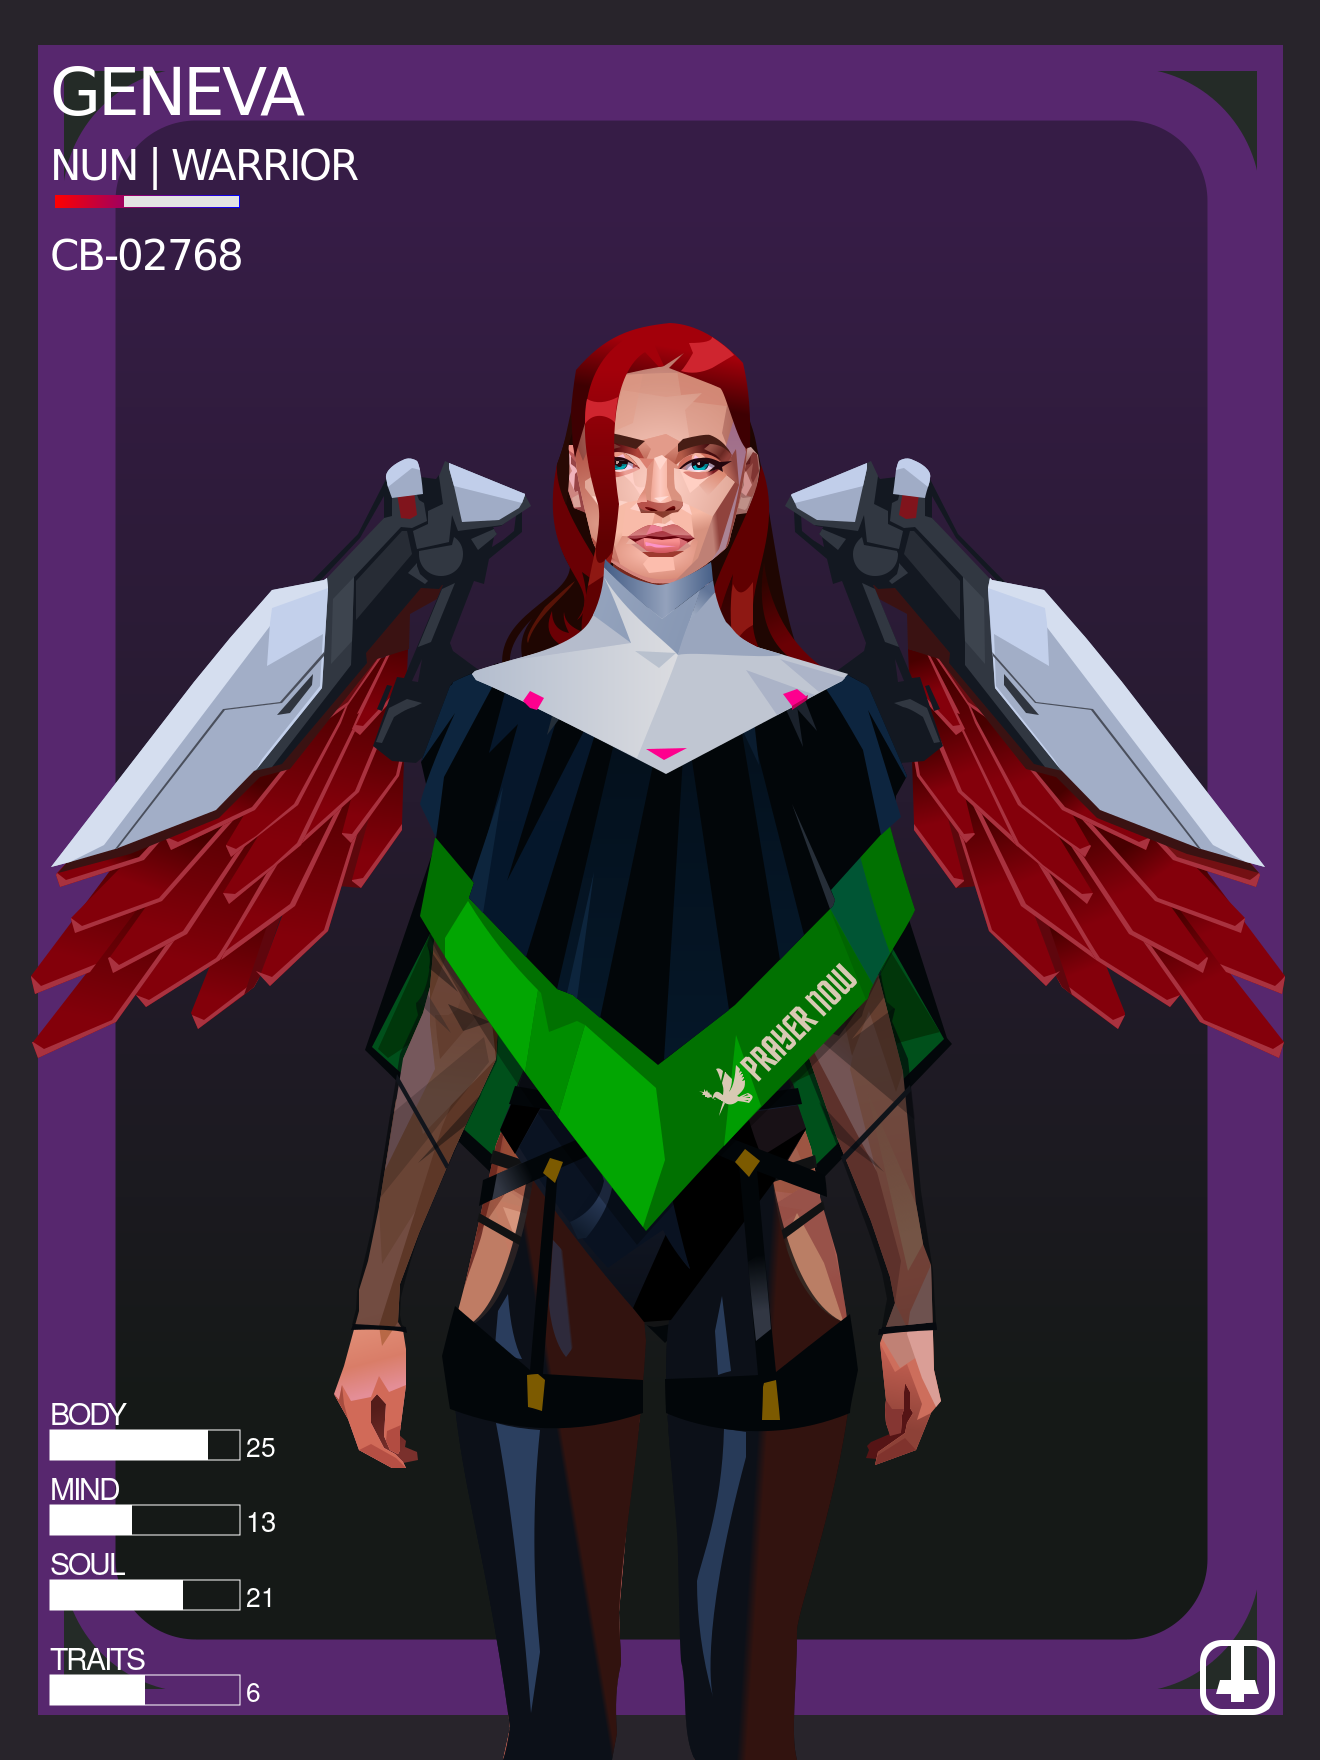 GENEVA
NUN | WARRIOR
CB-02768
PRAYER NOW
BODY
25
MIND
13
SOUL
21
TRAITS
6